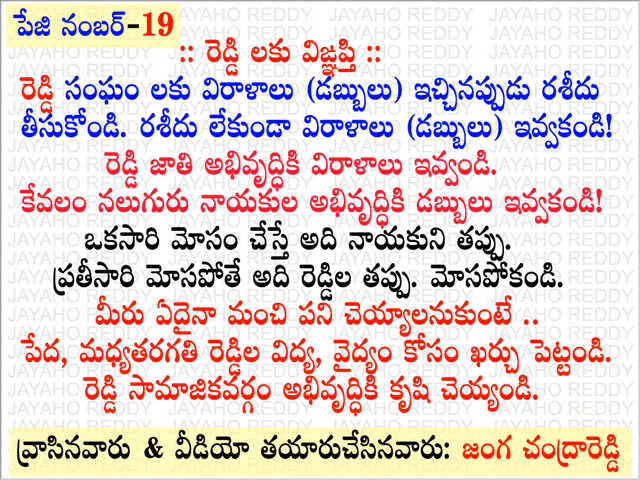 పేజి నంబర్-19
:: రెడ్డి లకు విజ్ఞప్తి ::
రెడ్డి సంఘం లకు విరాళాలు (డబ్బులు) ఇచ్చినప్పుడు రశీదు
తీసుకోండి. రశీదు లేకుండా విరాళాలు (డబ్బులు) ఇవ్వకండి!
రెడ్డి జాతి అభివృద్ధికి విరాళాలు ఇవ్వండి.
కేవలం నలుగురు నాయకుల అభివృద్ధికి డబ్బులు ఇవ్వకండి!
ఒకసారి మోసం చేస్తే అది నాయకుని తప్పు.
ప్రతీసారి మోసపోతే అది రెడ్డిల తప్పు. మోసపోకండి.
మీరు ఏదైనా మంచి పని చెయ్యాలనుకుంటే ..
పేద, మధ్యతరగతి రెడ్డిల విద్య, వైద్యం కోసం ఖర్చు పెట్టండి.
రెడ్డి సామాజికవర్గం అభివృద్ధికి కృషి చెయ్యండి.
వ్రాసినవారు & వీడియో తయారుచేసినవారు: జంగ చంద్రారెడ్డి